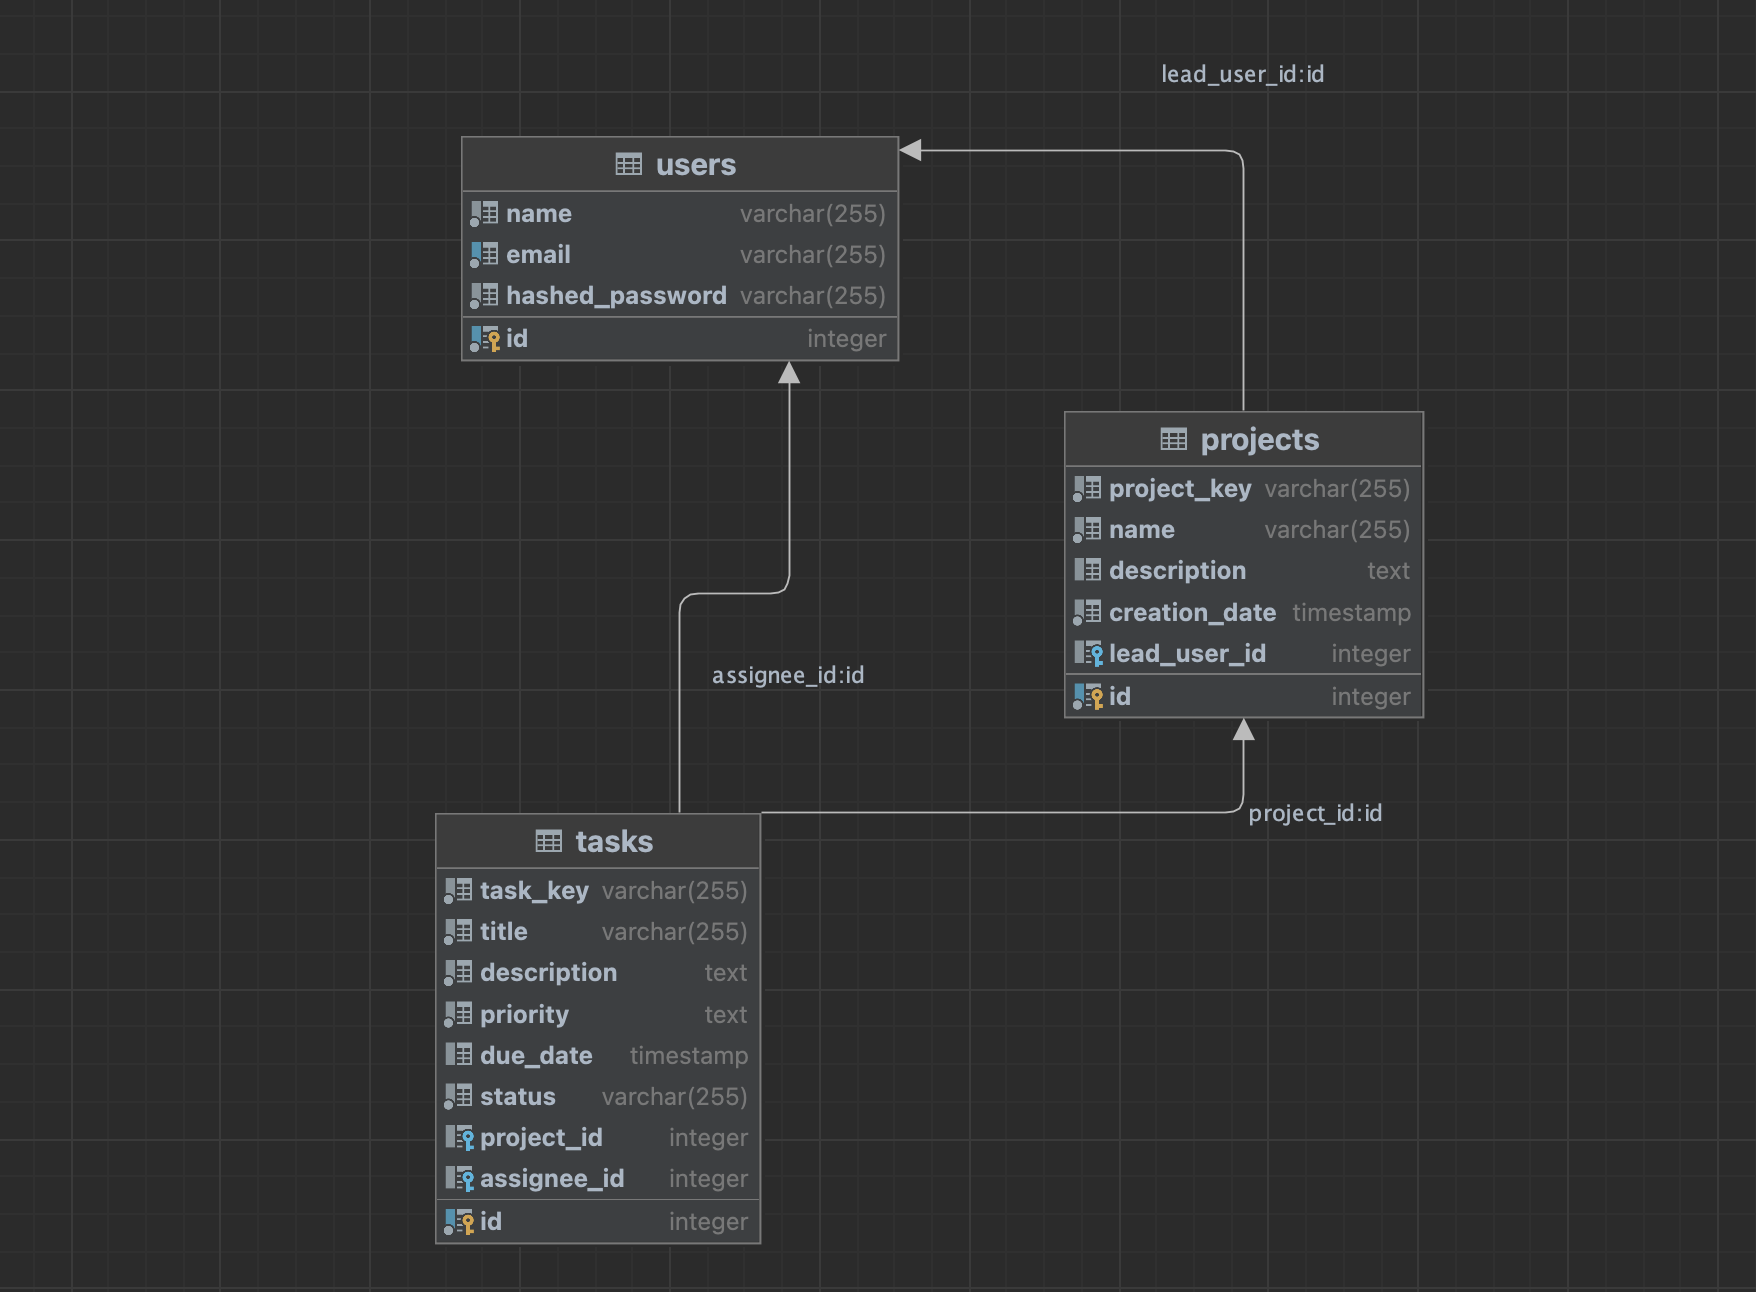 lead_user_id:id
users
name varchar(255)
email varchar(255)
hashed_password varchar(255)
id integer
projects
project_key varchar(255)
name varchar(255)
description text
creation_date timestamp
lead_user_id integer
id integer
assignee_id:id
project_id:id
tasks
task_key varchar(255)
title varchar(255)
description text
priority text
due_date timestamp
status varchar(255)
project_id integer
assignee_id integer
id integer